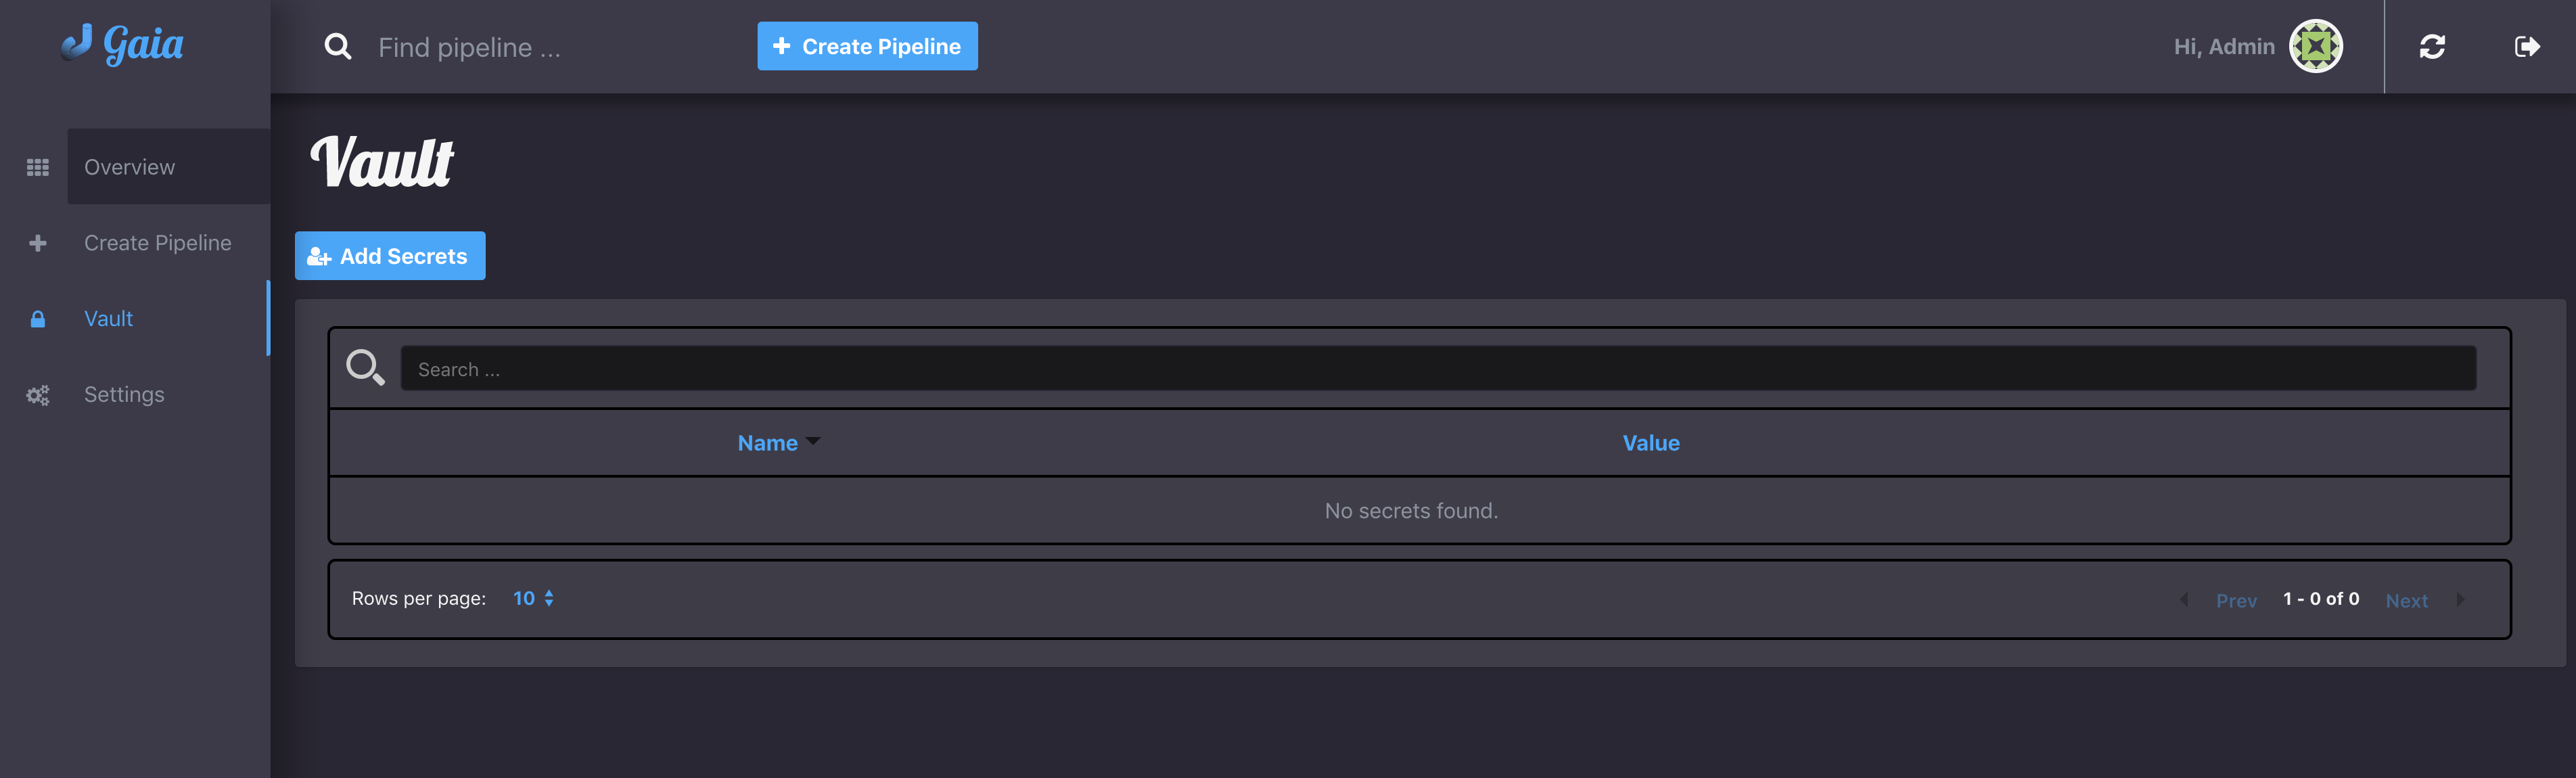 Gaia
Find pipeline ...
Create Pipeline
Hi, Admin
Overview
Create Pipeline
Vault
Settings
Vault
Add Secrets
Search ...
Name Value
No secrets found.
Rows per page: 10
Prev 1 - 0 of 0 Next